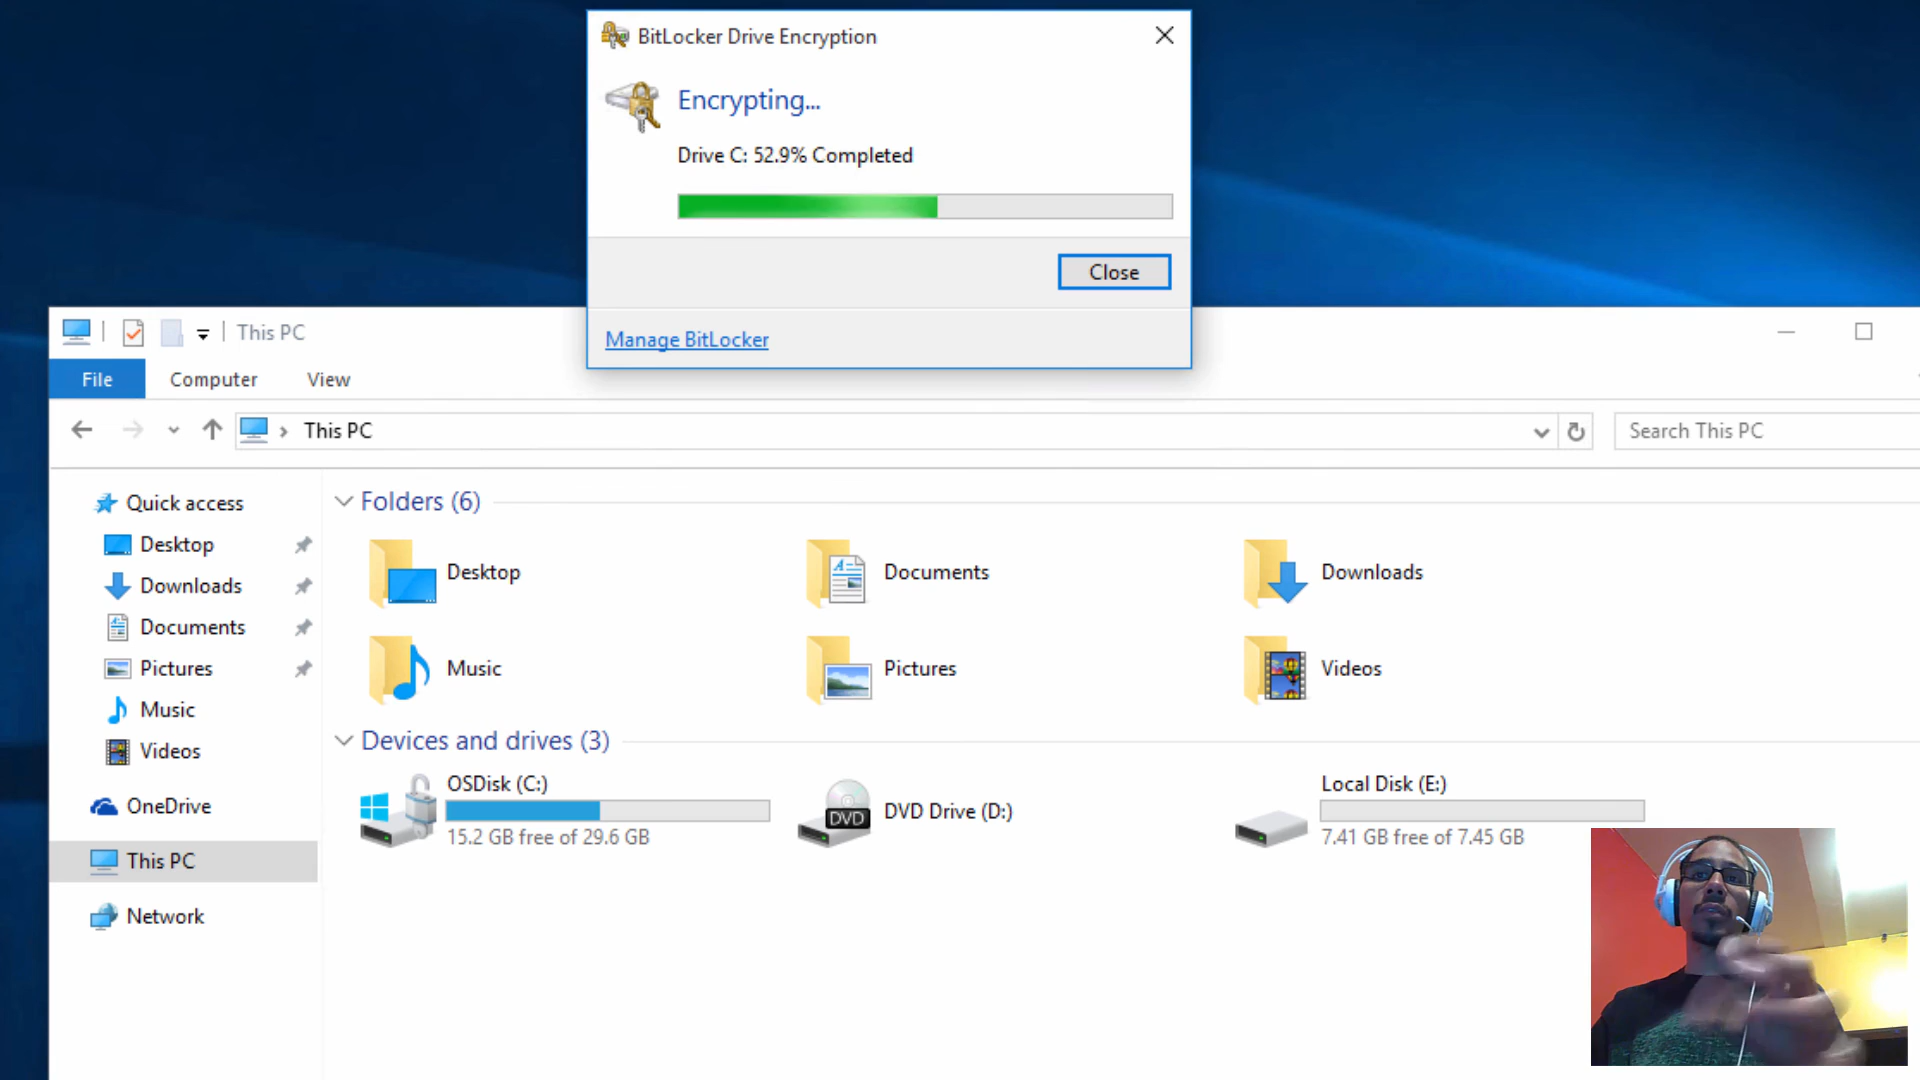 BitLocker Drive Encryption
Encrypting...
Drive C: 52.9% Completed
Close
Manage BitLocker
This PC
File
Computer
View
This PC
Search This PC
Quick access
Desktop
Downloads
Documents
Pictures
Music
Videos
OneDrive
This PC
Network
Folders (6)
Desktop
Documents
Downloads
Music
Pictures
Videos
Devices and drives (3)
OSDisk (C:)
15.2 GB free of 29.6 GB
DVD
DVD Drive (D:)
Local Disk (E:)
7.41 GB free of 7.45 GB